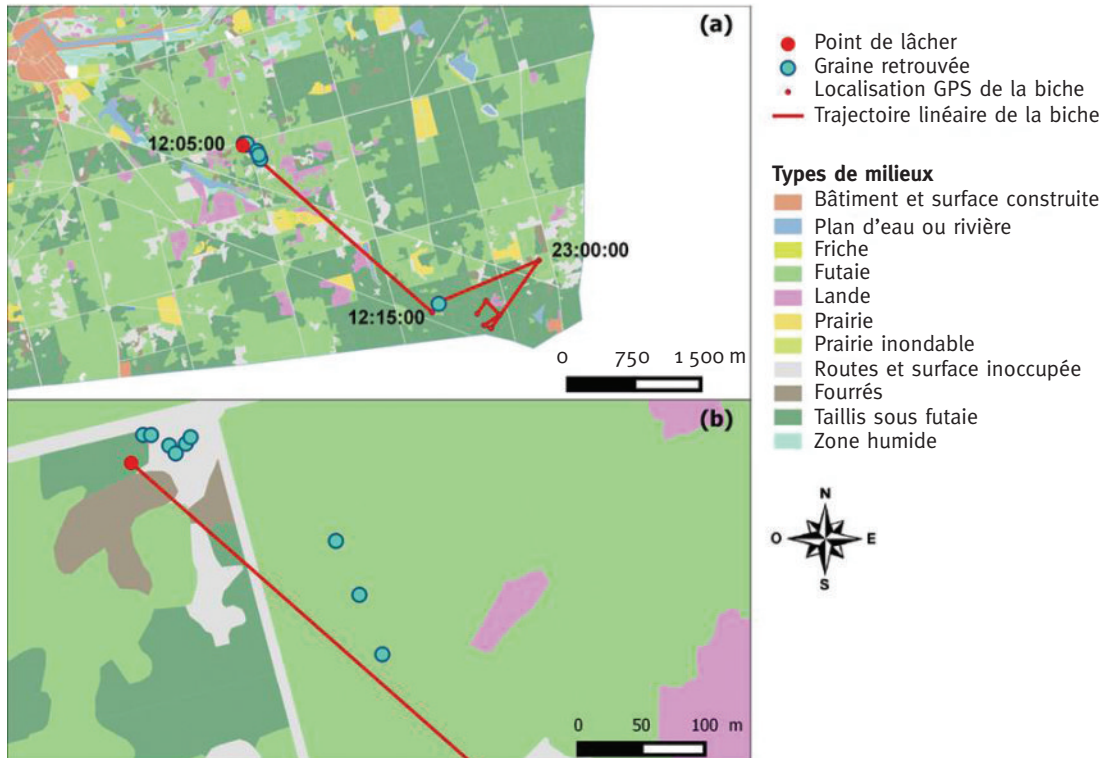 (a)
12:05:00
23:00:00
12:15:00
0 750 1 500 m
(b)
0 50 100 m
Point de lâcher
Graine retrouvée
Localisation GPS de la biche
Trajectoire linéaire de la biche
Types de milieux
Bâtiment et surface construite
Plan d'eau ou rivière
Friche
Futaie
Lande
Prairie
Prairie inondable
Routes et surface inoccupée
Fourrés
Taillis sous futaie
Zone humide
N
O E
S